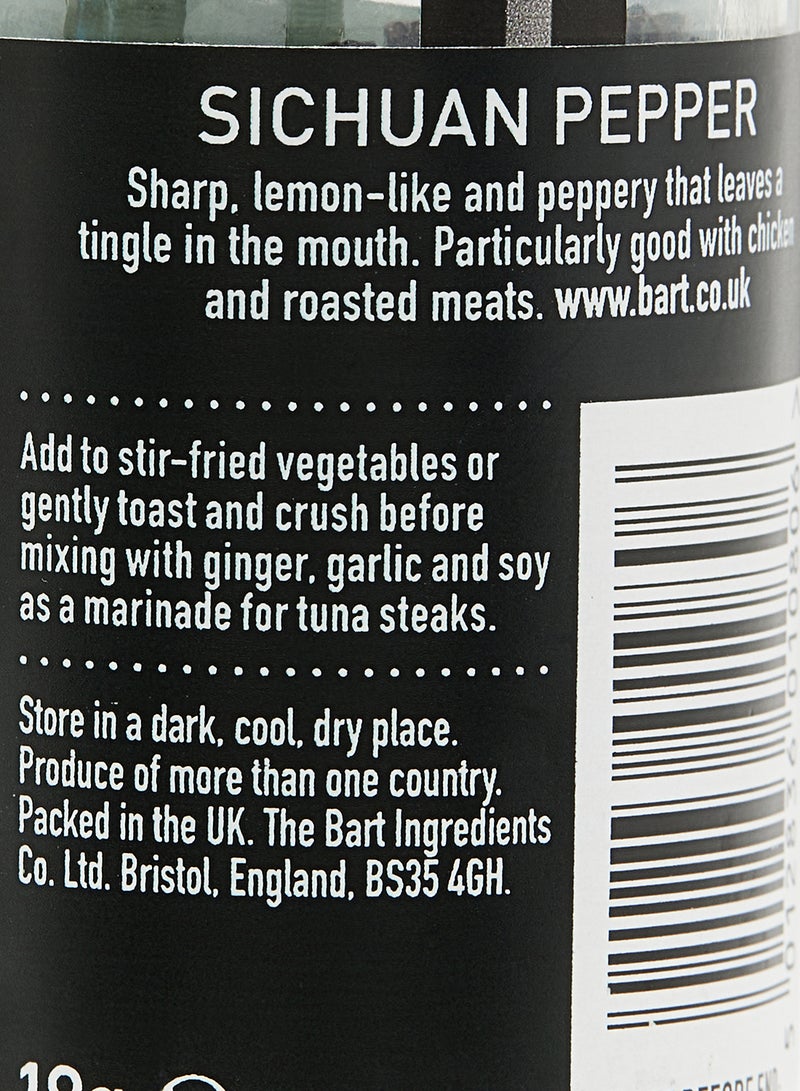 SICHUAN PEPPER
Sharp, lemon-like and peppery that leaves a
tingle in the mouth. Particularly good with chicken
and roasted meats. www.bart.co.uk
Add to stir-fried vegetables or
gently toast and crush before
mixing with ginger, garlic and soy
as a marinade for tuna steaks.
Store in a dark, cool, dry place.
Produce of more than one country.
Packed in the UK. The Bart Ingredients
Co. Ltd. Bristol, England, BS35 4GH.